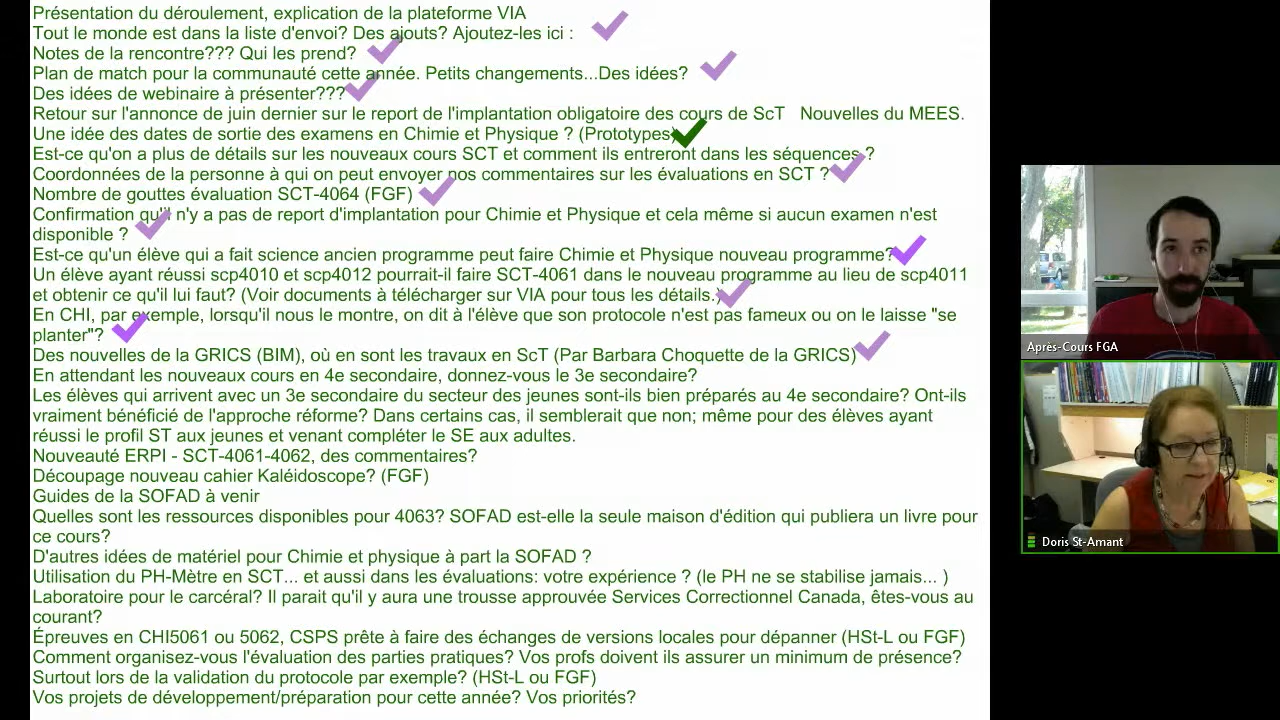 Présentation du déroulement, explication de la plateforme VIA
Tout le monde est dans la liste d'envoi? Des ajouts? Ajoutez-les ici :
Notes de la rencontre??? Qui les prend?
Plan de match pour la communauté cette année. Petits changements...Des idées?
Des idées de webinaire à présenter???
Retour sur l'annonce de juin dernier sur le report de l'implantation obligatoire des cours de ScT   Nouvelles du MEES.
Une idée des dates de sortie des examens en Chimie et Physique ? (Prototypes)
Est-ce qu'on a plus de détails sur les nouveaux cours SCT et comment ils entreront dans les séquences ?
Coordonnées de la personne à qui on peut envoyer nos commentaires sur les évaluations en SCT ?
Nombre de gouttes évaluation SCT-4064 (FGF)
Confirmation qu'il n'y a pas de report d'implantation pour Chimie et Physique et cela même si aucun examen n'est
disponible ?
Est-ce qu'un élève qui a fait science ancien programme peut faire Chimie et Physique nouveau programme?
Un élève ayant réussi scp4010 et scp4012 pourrait-il faire SCT-4061 dans le nouveau programme au lieu de scp4011
et obtenir ce qu'il lui faut? (Voir documents à télécharger sur VIA pour tous les détails.)
En CHI, par exemple, lorsqu'il nous le montre, on dit à l'élève que son protocole n'est pas fameux ou on le laisse "se
planter"?
Des nouvelles de la GRICS (BIM), où en sont les travaux en ScT (Par Barbara Choquette de la GRICS)
En attendant les nouveaux cours en 4e secondaire, donnez-vous le 3e secondaire?
Les élèves qui arrivent avec un 3e secondaire du secteur des jeunes sont-ils bien préparés au 4e secondaire? Ont-ils
vraiment bénéficié de l'approche réforme? Dans certains cas, il semblerait que non; même pour des élèves ayant
réussi le profil ST aux jeunes et venant compléter le SE aux adultes.
Nouveauté ERPI - SCT-4061-4062, des commentaires?
Découpage nouveau cahier Kaléidoscope? (FGF)
Guides de la SOFAD à venir
Quelles sont les ressources disponibles pour 4063? SOFAD est-elle la seule maison d'édition qui publiera un livre pour
ce cours?
D'autres idées de matériel pour Chimie et physique à part la SOFAD ?
Utilisation du PH-Mètre en SCT... et aussi dans les évaluations: votre expérience ? (le PH ne se stabilise jamais... )
Laboratoire pour le carcéral? Il parait qu'il y aura une trousse approuvée Services Correctionnel Canada, êtes-vous au
courant?
Épreuves en CHI5061 ou 5062, CSPS prête à faire des échanges de versions locales pour dépanner (HSt-L ou FGF)
Comment organisez-vous l'évaluation des parties pratiques? Vos profs doivent ils assurer un minimum de présence?
Surtout lors de la validation du protocole par exemple? (HSt-L ou FGF)
Vos projets de développement/préparation pour cette année? Vos priorités?
Après-Cours FGA
Doris St-Amant